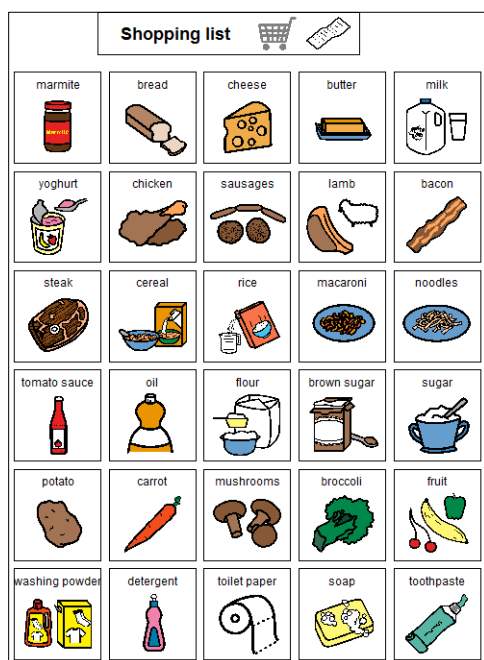 Shopping list
marmite
bread
cheese
butter
milk
yoghurt
chicken
sausages
lamb
bacon
steak
cereal
rice
macaroni
noodles
tomato sauce
oil
flour
brown sugar
sugar
potato
carrot
mushrooms
broccoli
fruit
washing powder
detergent
toilet paper
soap
toothpaste